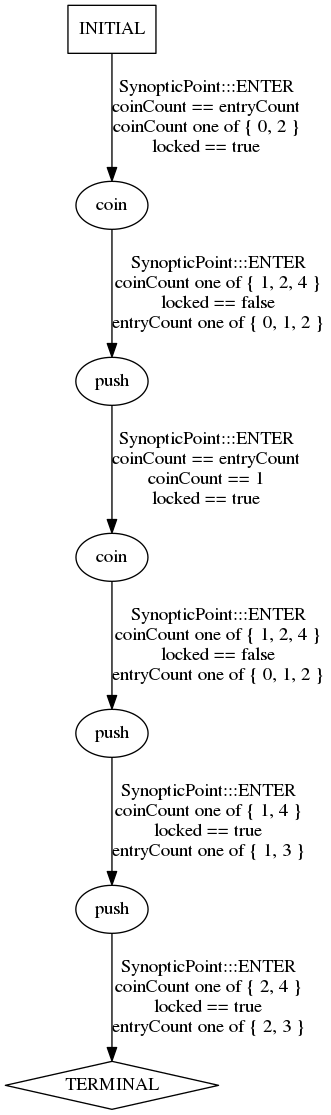 INITIAL
SynopticPoint:::ENTER
coinCount == entryCount
coinCount one of { 0, 2 }
locked == true
coin
SynopticPoint:::ENTER
coinCount one of { 1, 2, 4 }
locked == false
entryCount one of { 0, 1, 2 }
push
SynopticPoint:::ENTER
coinCount == entryCount
coinCount == 1
locked == true
coin
SynopticPoint:::ENTER
coinCount one of { 1, 2, 4 }
locked == false
entryCount one of { 0, 1, 2 }
push
SynopticPoint:::ENTER
coinCount one of { 1, 4 }
locked == true
entryCount one of { 1, 3 }
push
SynopticPoint:::ENTER
coinCount one of { 2, 4 }
locked == true
entryCount one of { 2, 3 }
TERMINAL